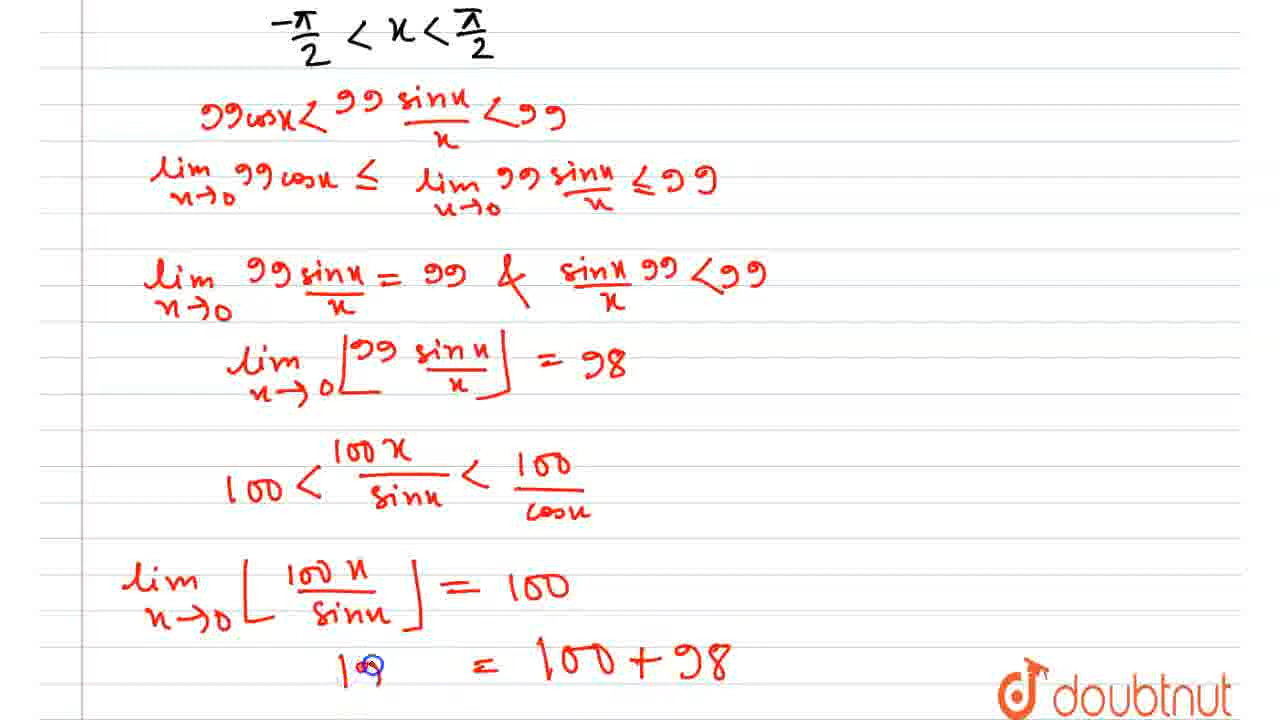 -π/2 < x < π/2
99cosx < 99 sinx/x < 99
lim x→0 99cosx ≤ lim x→0 99 sinx/x ≤ 99
lim x→0 99 sinx/x = 99 & sinx/x 99 < 99
lim x→0 [99 sinx/x] = 98
100 < 100x/sinx < 100/cosx
lim x→0 [100x/sinx] = 100
= 100+98
doubtnut